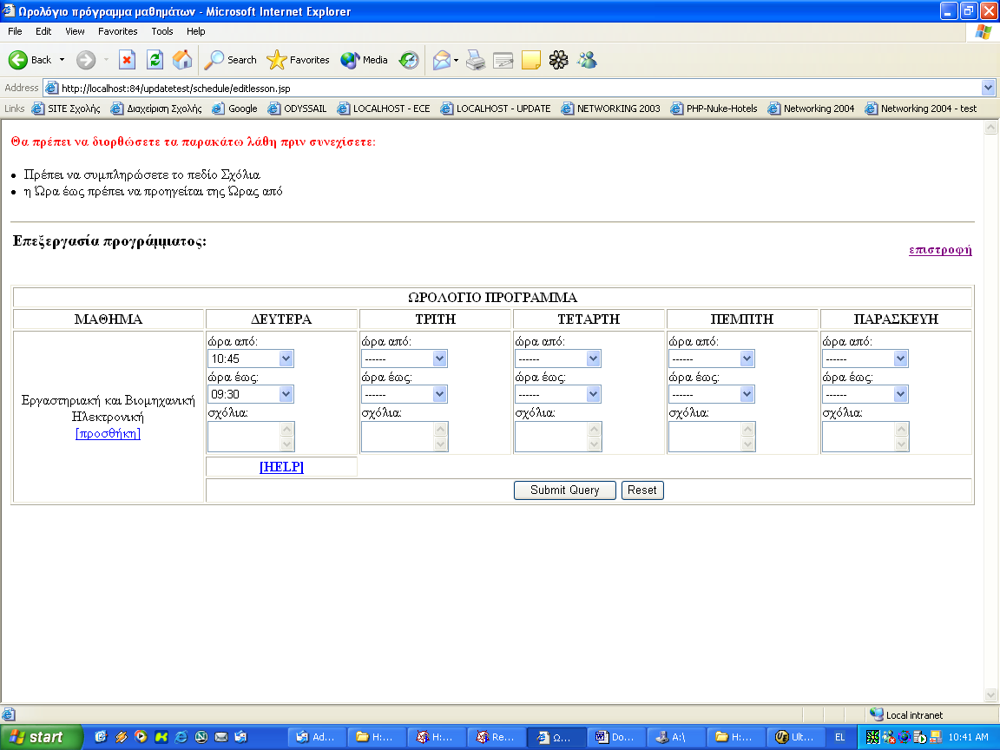 Ωρολόγιο πρόγραμμα μαθημάτων - Microsoft Internet Explorer
File Edit View Favorites Tools Help
Back Search Favorites Media
Address http://localhost:84/updatetest/schedule/editlesson.jsp
Links SITE Σχολής Διαχείριση Σχολής Google ODYSSAIL LOCALHOST - ECE LOCALHOST - UPDATE NETWORKING 2003 PHP-Nuke-Hotels Networking 2004 Networking 2004 - test
Θα πρέπει να διορθώσετε τα παρακάτω λάθη πριν συνεχίσετε:
• Πρέπει να συμπληρώσετε το πεδίο Σχόλια
• η Ώρα έως πρέπει να προηγείται της Ώρας από
Επεξεργασία προγράμματος:
επιστροφή
ΩΡΟΛΟΓΙΟ ΠΡΟΓΡΑΜΜΑ
ΜΑΘΗΜΑ ΔΕΥΤΕΡΑ ΤΡΙΤΗ ΤΕΤΑΡΤΗ ΠΕΜΠΤΗ ΠΑΡΑΣΚΕΥΗ
ώρα από: ώρα από: ώρα από: ώρα από: ώρα από:
10:45 ------ ------ ------ ------
ώρα έως: ώρα έως: ώρα έως: ώρα έως: ώρα έως:
09:30 ------ ------ ------ ------
Εργαστηριακή και Βιομηχανική
Ηλεκτρονική
[προσθήκη]
σχόλια: σχόλια: σχόλια: σχόλια: σχόλια:
[HELP]
Submit Query Reset
Local intranet
start Ad... H:... H:... Re... Ω... Do... A:\ H:... Ult... EL 10:41 AM